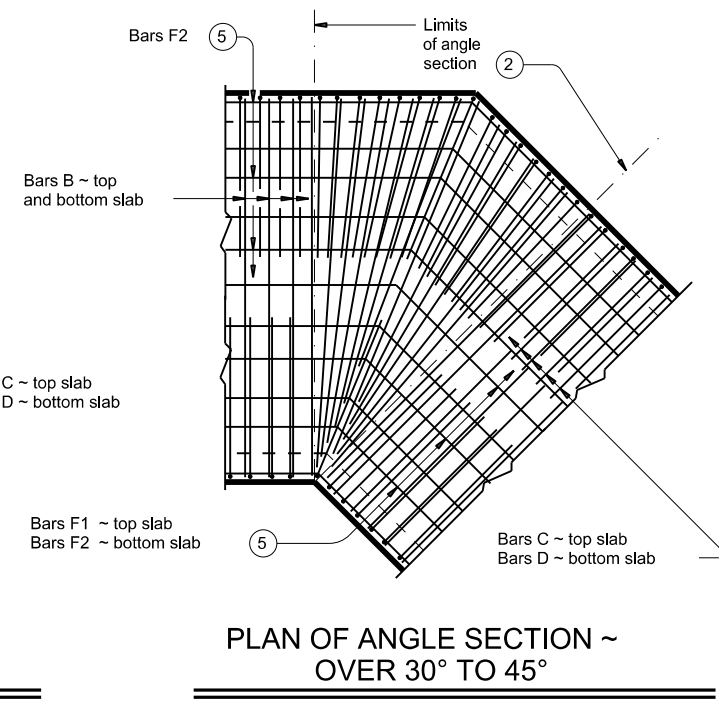 Bars F2
5
Limits
of angle
section
2
Bars B ~ top
and bottom slab
C ~ top slab
D ~ bottom slab
Bars F1 ~ top slab
Bars F2 ~ bottom slab
5
Bars C ~ top slab
Bars D ~ bottom slab
PLAN OF ANGLE SECTION ~
OVER 30° TO 45°